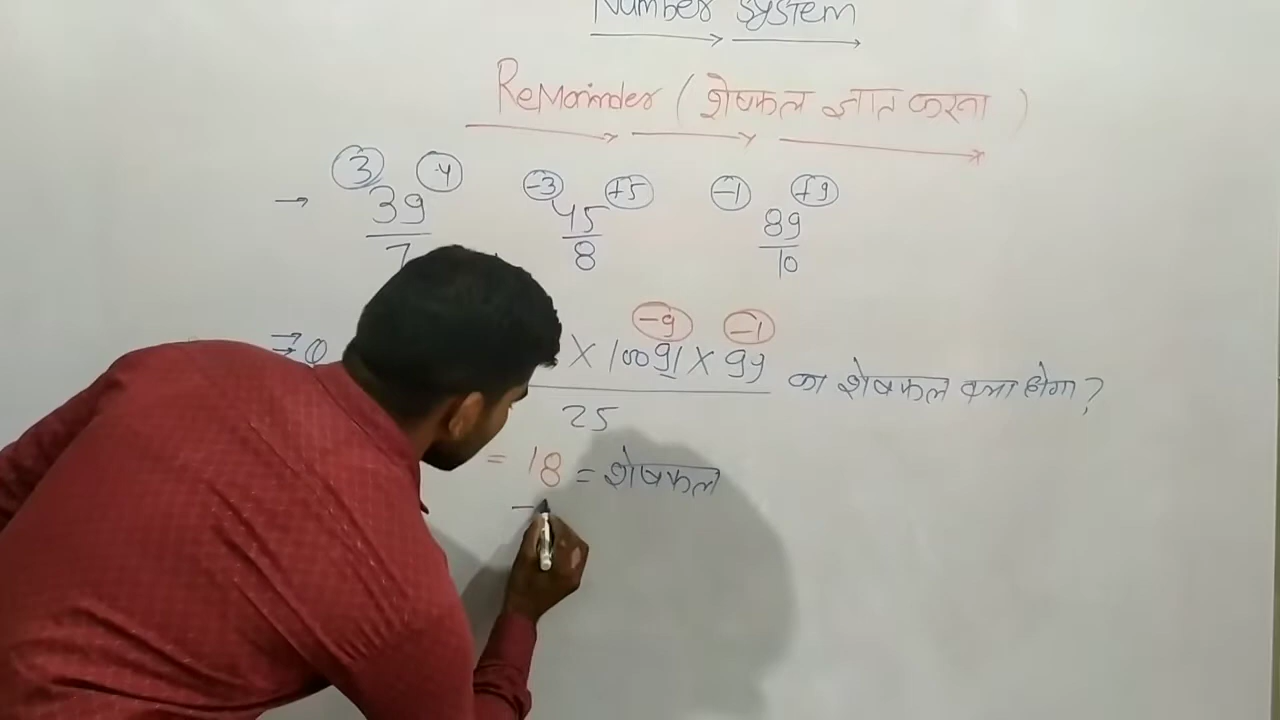 Number System
Remainder (शेषफल ज्ञात करना)
→ 3 39 -4 -3 45 +5 -1 89 +9
7 8 10
-9 -1
⇒ Q × 10091 × 99 का शेषफल क्या होगा?
25
= 18 = शेषफल